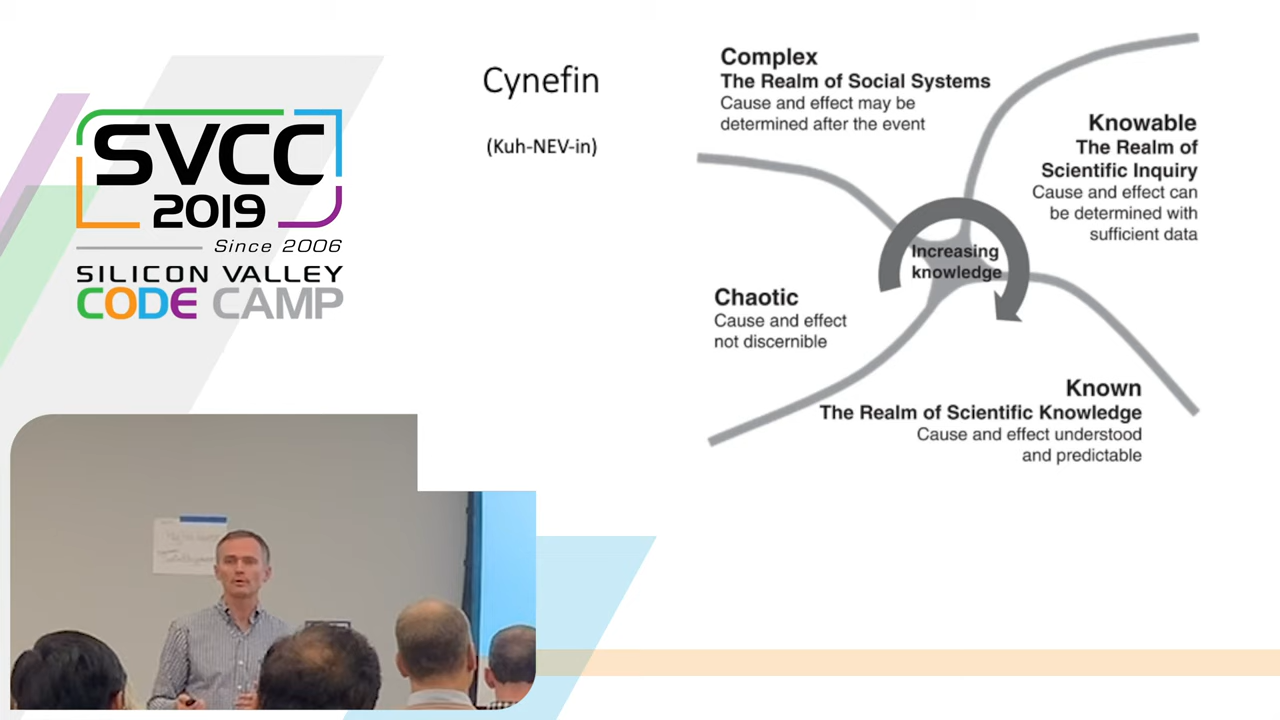 SVCC
2019
Since 2006
SILICON VALLEY
CODE CAMP
Cynefin
(Kuh-NEV-in)
Complex
The Realm of Social Systems
Cause and effect may be
determined after the event
Knowable
The Realm of
Scientific Inquiry
Cause and effect can
be determined with
sufficient data
Increasing
knowledge
Chaotic
Cause and effect
not discernible
Known
The Realm of Scientific Knowledge
Cause and effect understood
and predictable